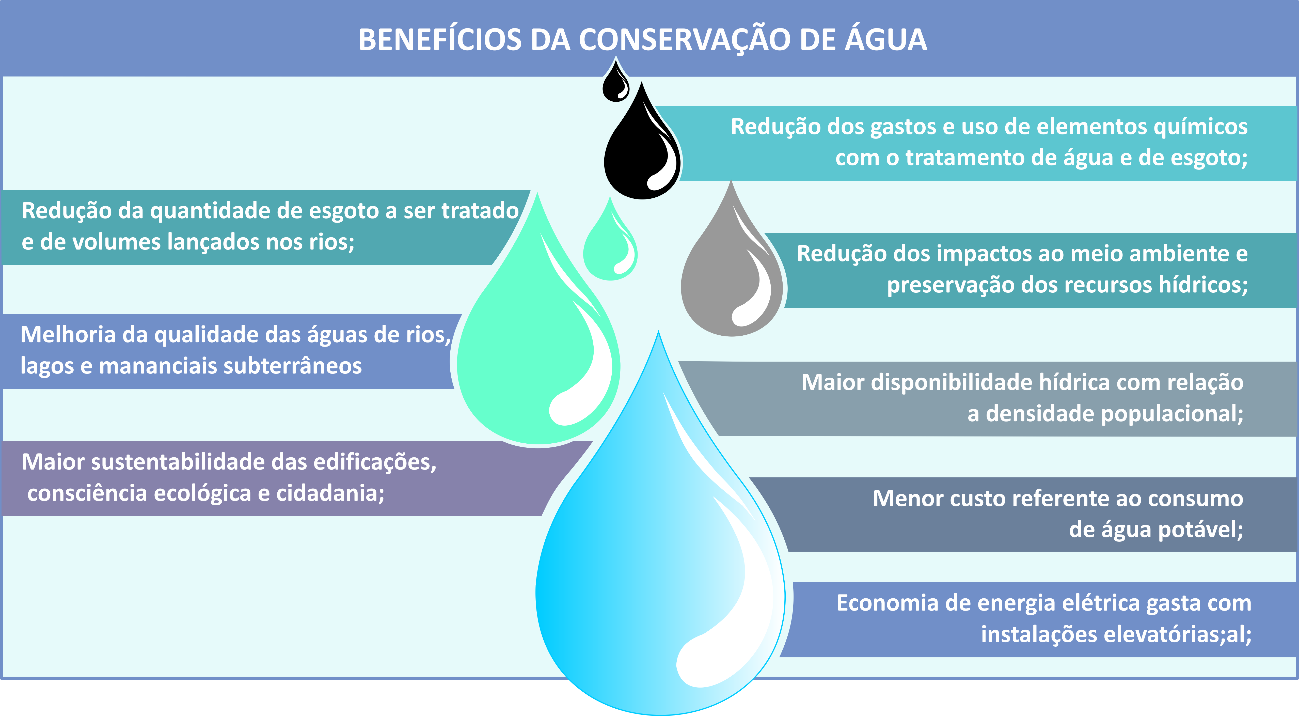 BENEFÍCIOS DA CONSERVAÇÃO DE ÁGUA
Redução dos gastos e uso de elementos químicos
com o tratamento de água e de esgoto;
Redução da quantidade de esgoto a ser tratado
e de volumes lançados nos rios;
Redução dos impactos ao meio ambiente e
preservação dos recursos hídricos;
Melhoria da qualidade das águas de rios,
lagos e mananciais subterrâneos
Maior disponibilidade hídrica com relação
a densidade populacional;
Maior sustentabilidade das edificações,
consciência ecológica e cidadania;
Menor custo referente ao consumo
de água potável;
Economia de energia elétrica gasta com
instalações elevatórias;al;